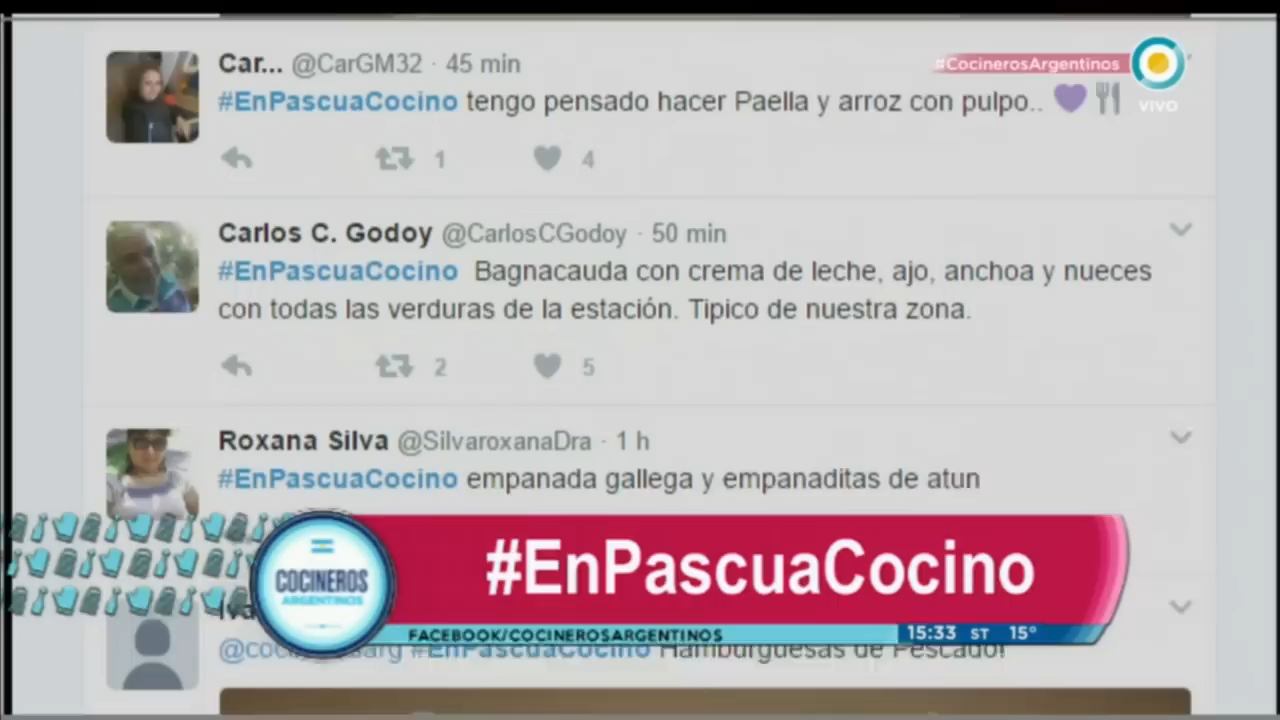 Car... @CarGM32 · 45 min
#CocinerosArgentinos
VIVO
#EnPascuaCocino tengo pensado hacer Paella y arroz con pulpo..
1 4
Carlos C. Godoy @CarlosCGodoy · 50 min
#EnPascuaCocino Bagnacauda con crema de leche, ajo, anchoa y nueces
con todas las verduras de la estación. Tipico de nuestra zona.
2 5
Roxana Silva @SilvaroxanaDra · 1 h
#EnPascuaCocino empanada gallega y empanaditas de atun
COCINEROS
ARGENTINOS
#EnPascuaCocino
FACEBOOK/COCINEROSARGENTINOS
15:33 ST 15°
#EnPascuaCocino Hamburguesas de Pescado!